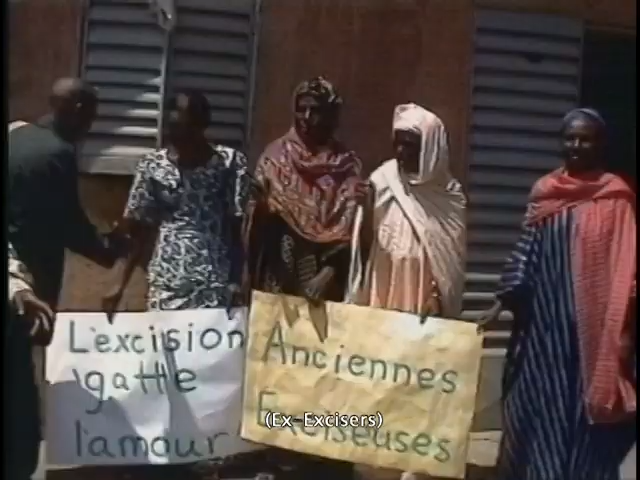 L'excision
gatte
l'amour
Anciennes
Exciseuses
(Ex-Excisers)